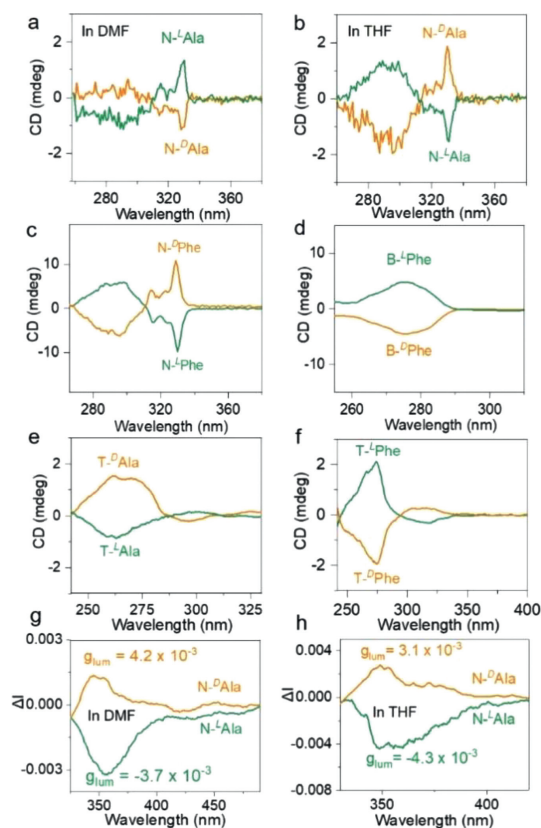 a
In DMF
N-ᴸAla
N-ᴰAla
CD (mdeg)
2
0
-2
280 320 360
Wavelength (nm)
b
In THF
N-ᴰAla
N-ᴸAla
CD (mdeg)
2
0
-2
280 320 360
Wavelength (nm)
c
N-ᴰPhe
N-ᴸPhe
CD (mdeg)
10
0
-10
280 320 360
Wavelength (nm)
d
B-ᴸPhe
B-ᴰPhe
CD (mdeg)
10
0
-10
260 280 300
Wavelength (nm)
e
T-ᴰAla
T-ᴸAla
CD (mdeg)
2
0
-2
250 275 300 325
Wavelength (nm)
f
T-ᴸPhe
T-ᴰPhe
CD (mdeg)
2
0
-2
250 300 350 400
Wavelength (nm)
g
0.003
0.000
-0.003
ΔI
g_lum = 4.2 x 10⁻³
N-ᴰAla
In DMF
N-ᴸAla
g_lum = -3.7 x 10⁻³
350 400 450
Wavelength (nm)
h
0.004
0.000
-0.004
-0.008
ΔI
g_lum = 3.1 x 10⁻³
N-ᴰAla
In THF
N-ᴸAla
g_lum = -4.3 x 10⁻³
350 400
Wavelength (nm)